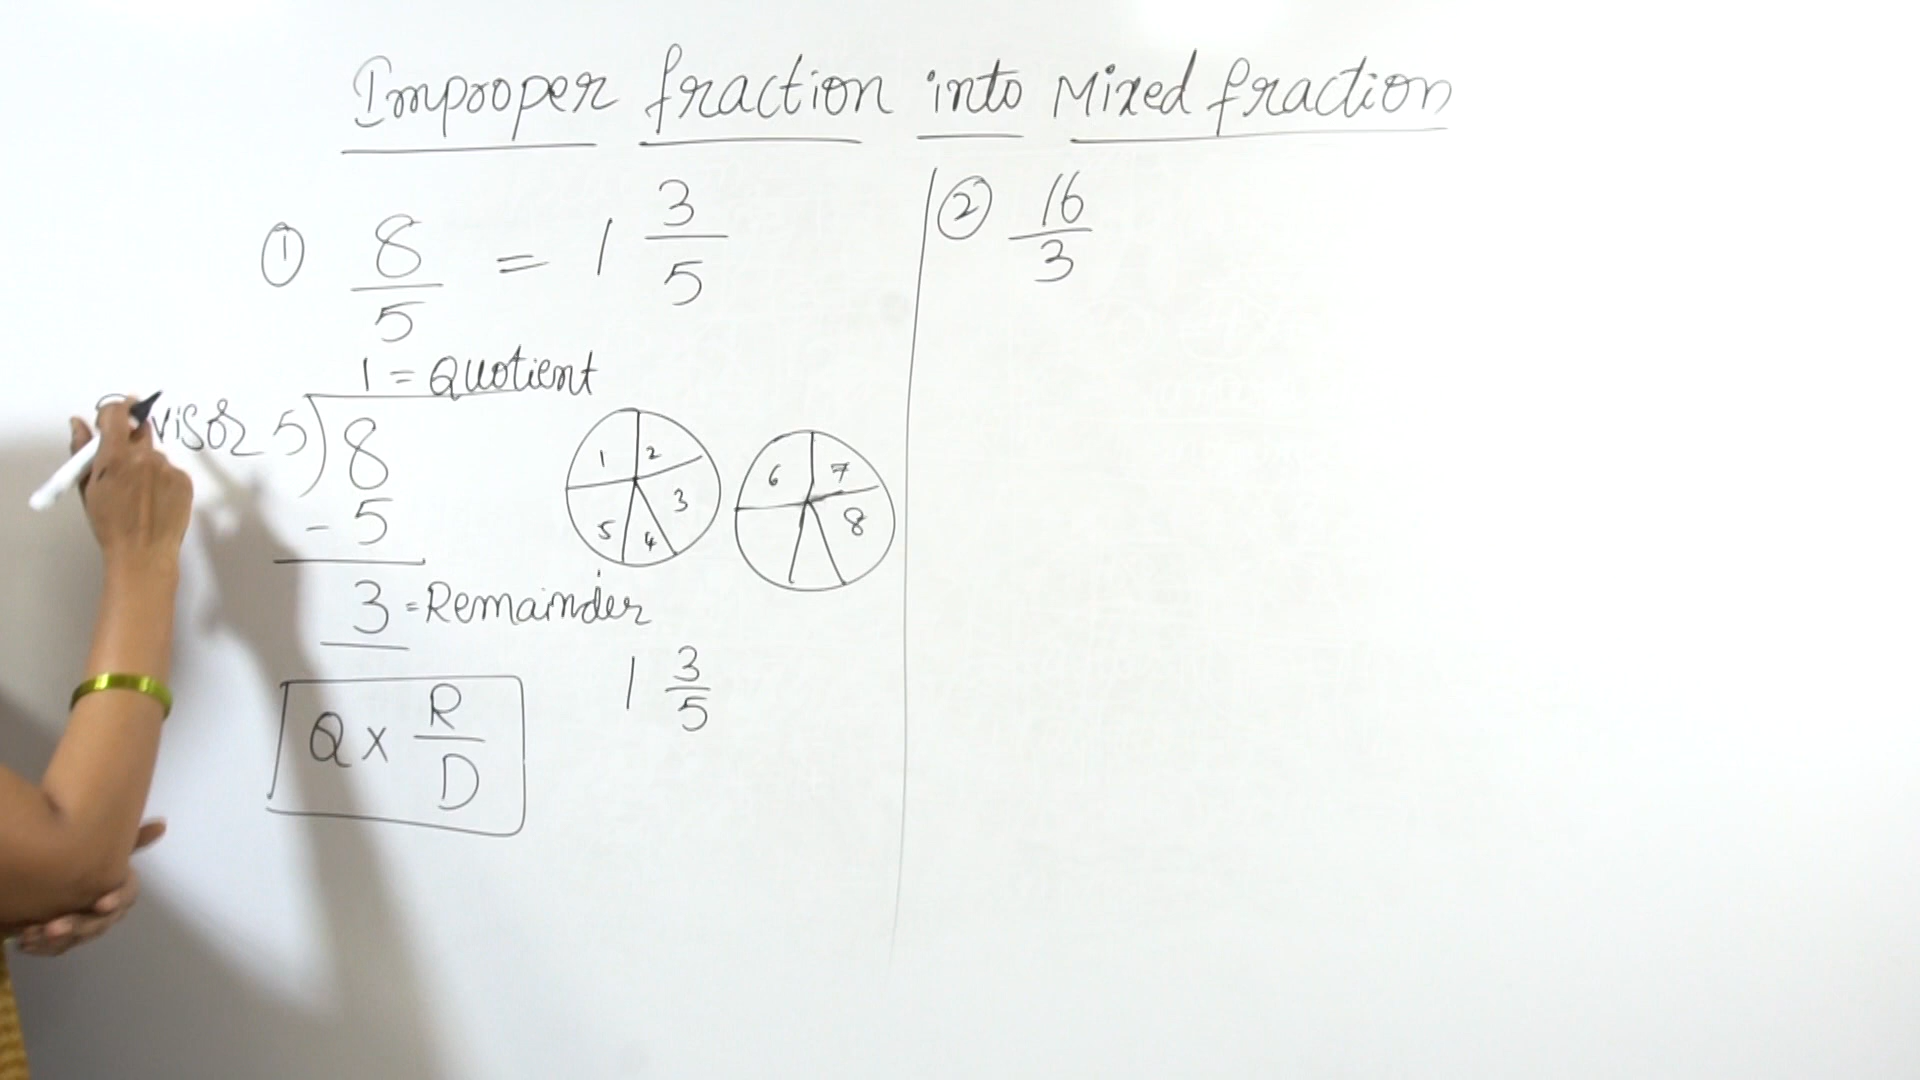 Improper fraction into Mixed fraction
① 8/5 = 1 3/5
1 = Quotient
5)8
- 5
3 = Remainder
1 2 3 4 5
6 7 8
1 3/5
Q x R/D
② 16/3